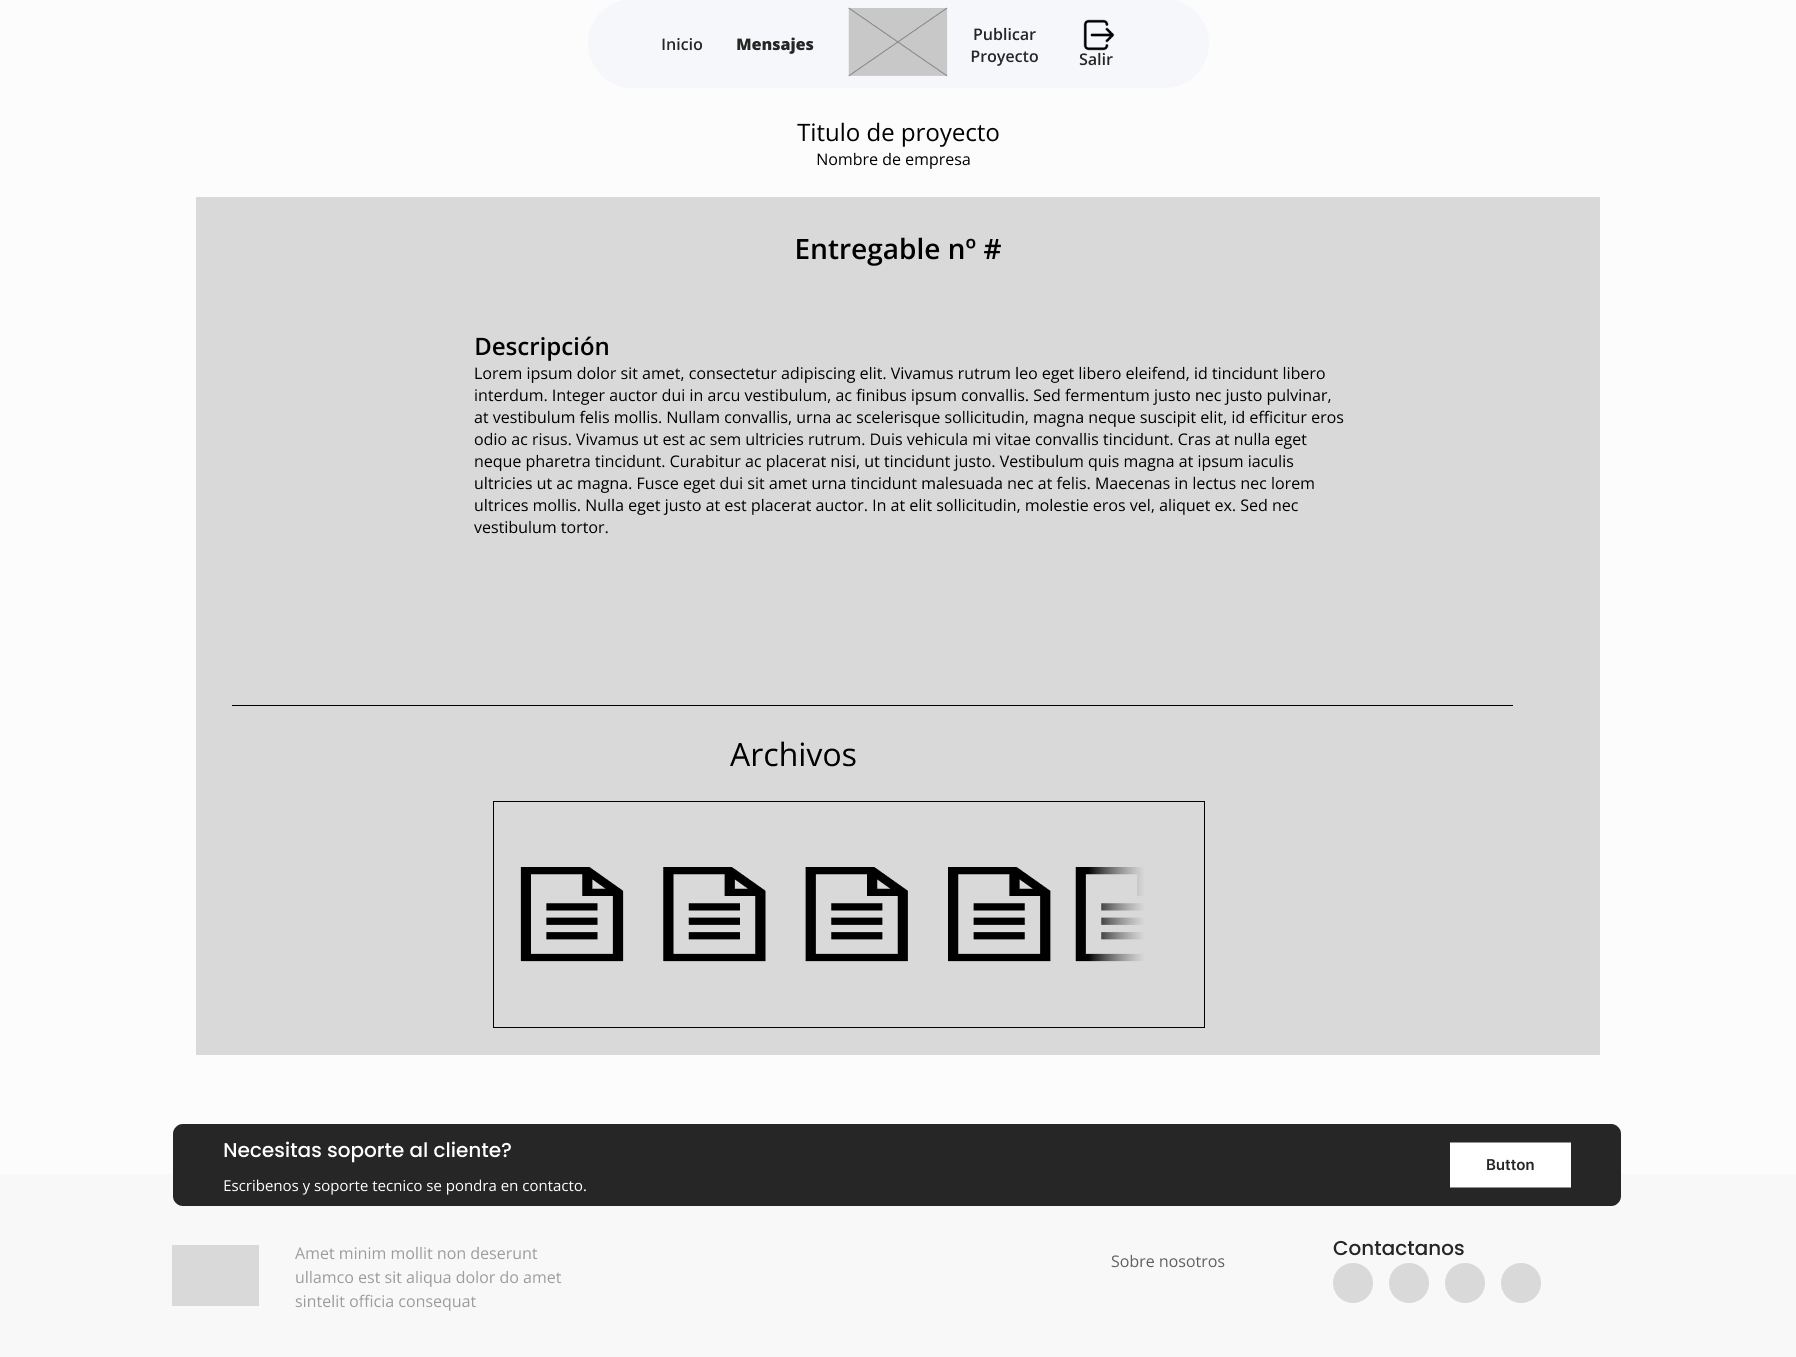 Inicio
Mensajes
Publicar
Proyecto
Salir
Titulo de proyecto
Nombre de empresa
Entregable nº #
Descripción
Lorem ipsum dolor sit amet, consectetur adipiscing elit. Vivamus rutrum leo eget libero eleifend, id tincidunt libero
interdum. Integer auctor dui in arcu vestibulum, ac finibus ipsum convallis. Sed fermentum justo nec justo pulvinar,
at vestibulum felis mollis. Nullam convallis, urna ac scelerisque sollicitudin, magna neque suscipit elit, id efficitur eros
odio ac risus. Vivamus ut est ac sem ultricies rutrum. Duis vehicula mi vitae convallis tincidunt. Cras at nulla eget
neque pharetra tincidunt. Curabitur ac placerat nisi, ut tincidunt justo. Vestibulum quis magna at ipsum iaculis
ultricies ut ac magna. Fusce eget dui sit amet urna tincidunt malesuada nec at felis. Maecenas in lectus nec lorem
ultrices mollis. Nulla eget justo at est placerat auctor. In at elit sollicitudin, molestie eros vel, aliquet ex. Sed nec
vestibulum tortor.
Archivos
Necesitas soporte al cliente?
Escribenos y soporte tecnico se pondra en contacto.
Button
Amet minim mollit non deserunt
ullamco est sit aliqua dolor do amet
sintelit officia consequat
Sobre nosotros
Contactanos